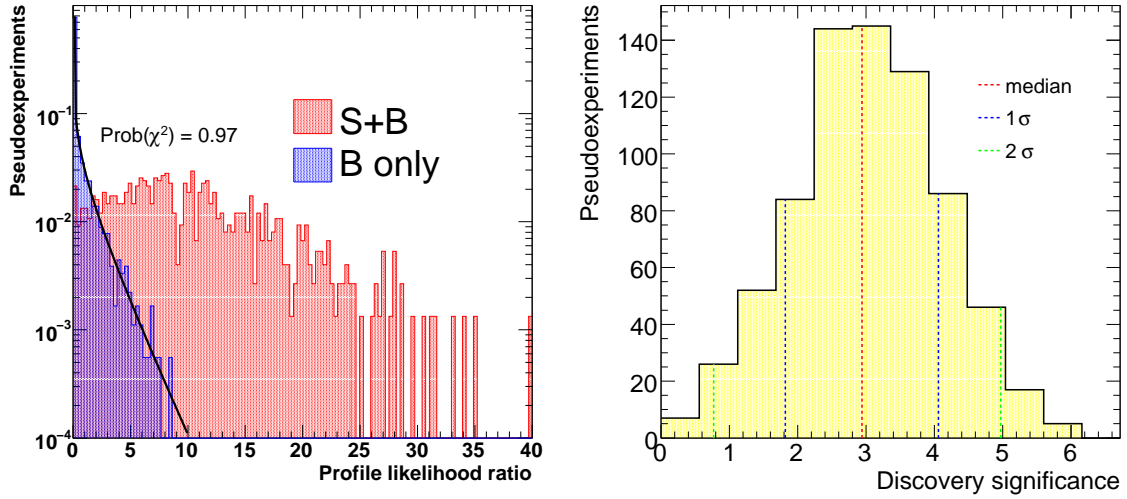 Pseudoexperiments
10⁻¹
10⁻²
10⁻³
10⁻⁴
Prob(χ²) = 0.97
S+B
B only
0 5 10 15 20 25 30 35 40
Profile likelihood ratio
Pseudoexperiments
140
120
100
80
60
40
20
0
median
1σ
2 σ
0 1 2 3 4 5 6
Discovery significance